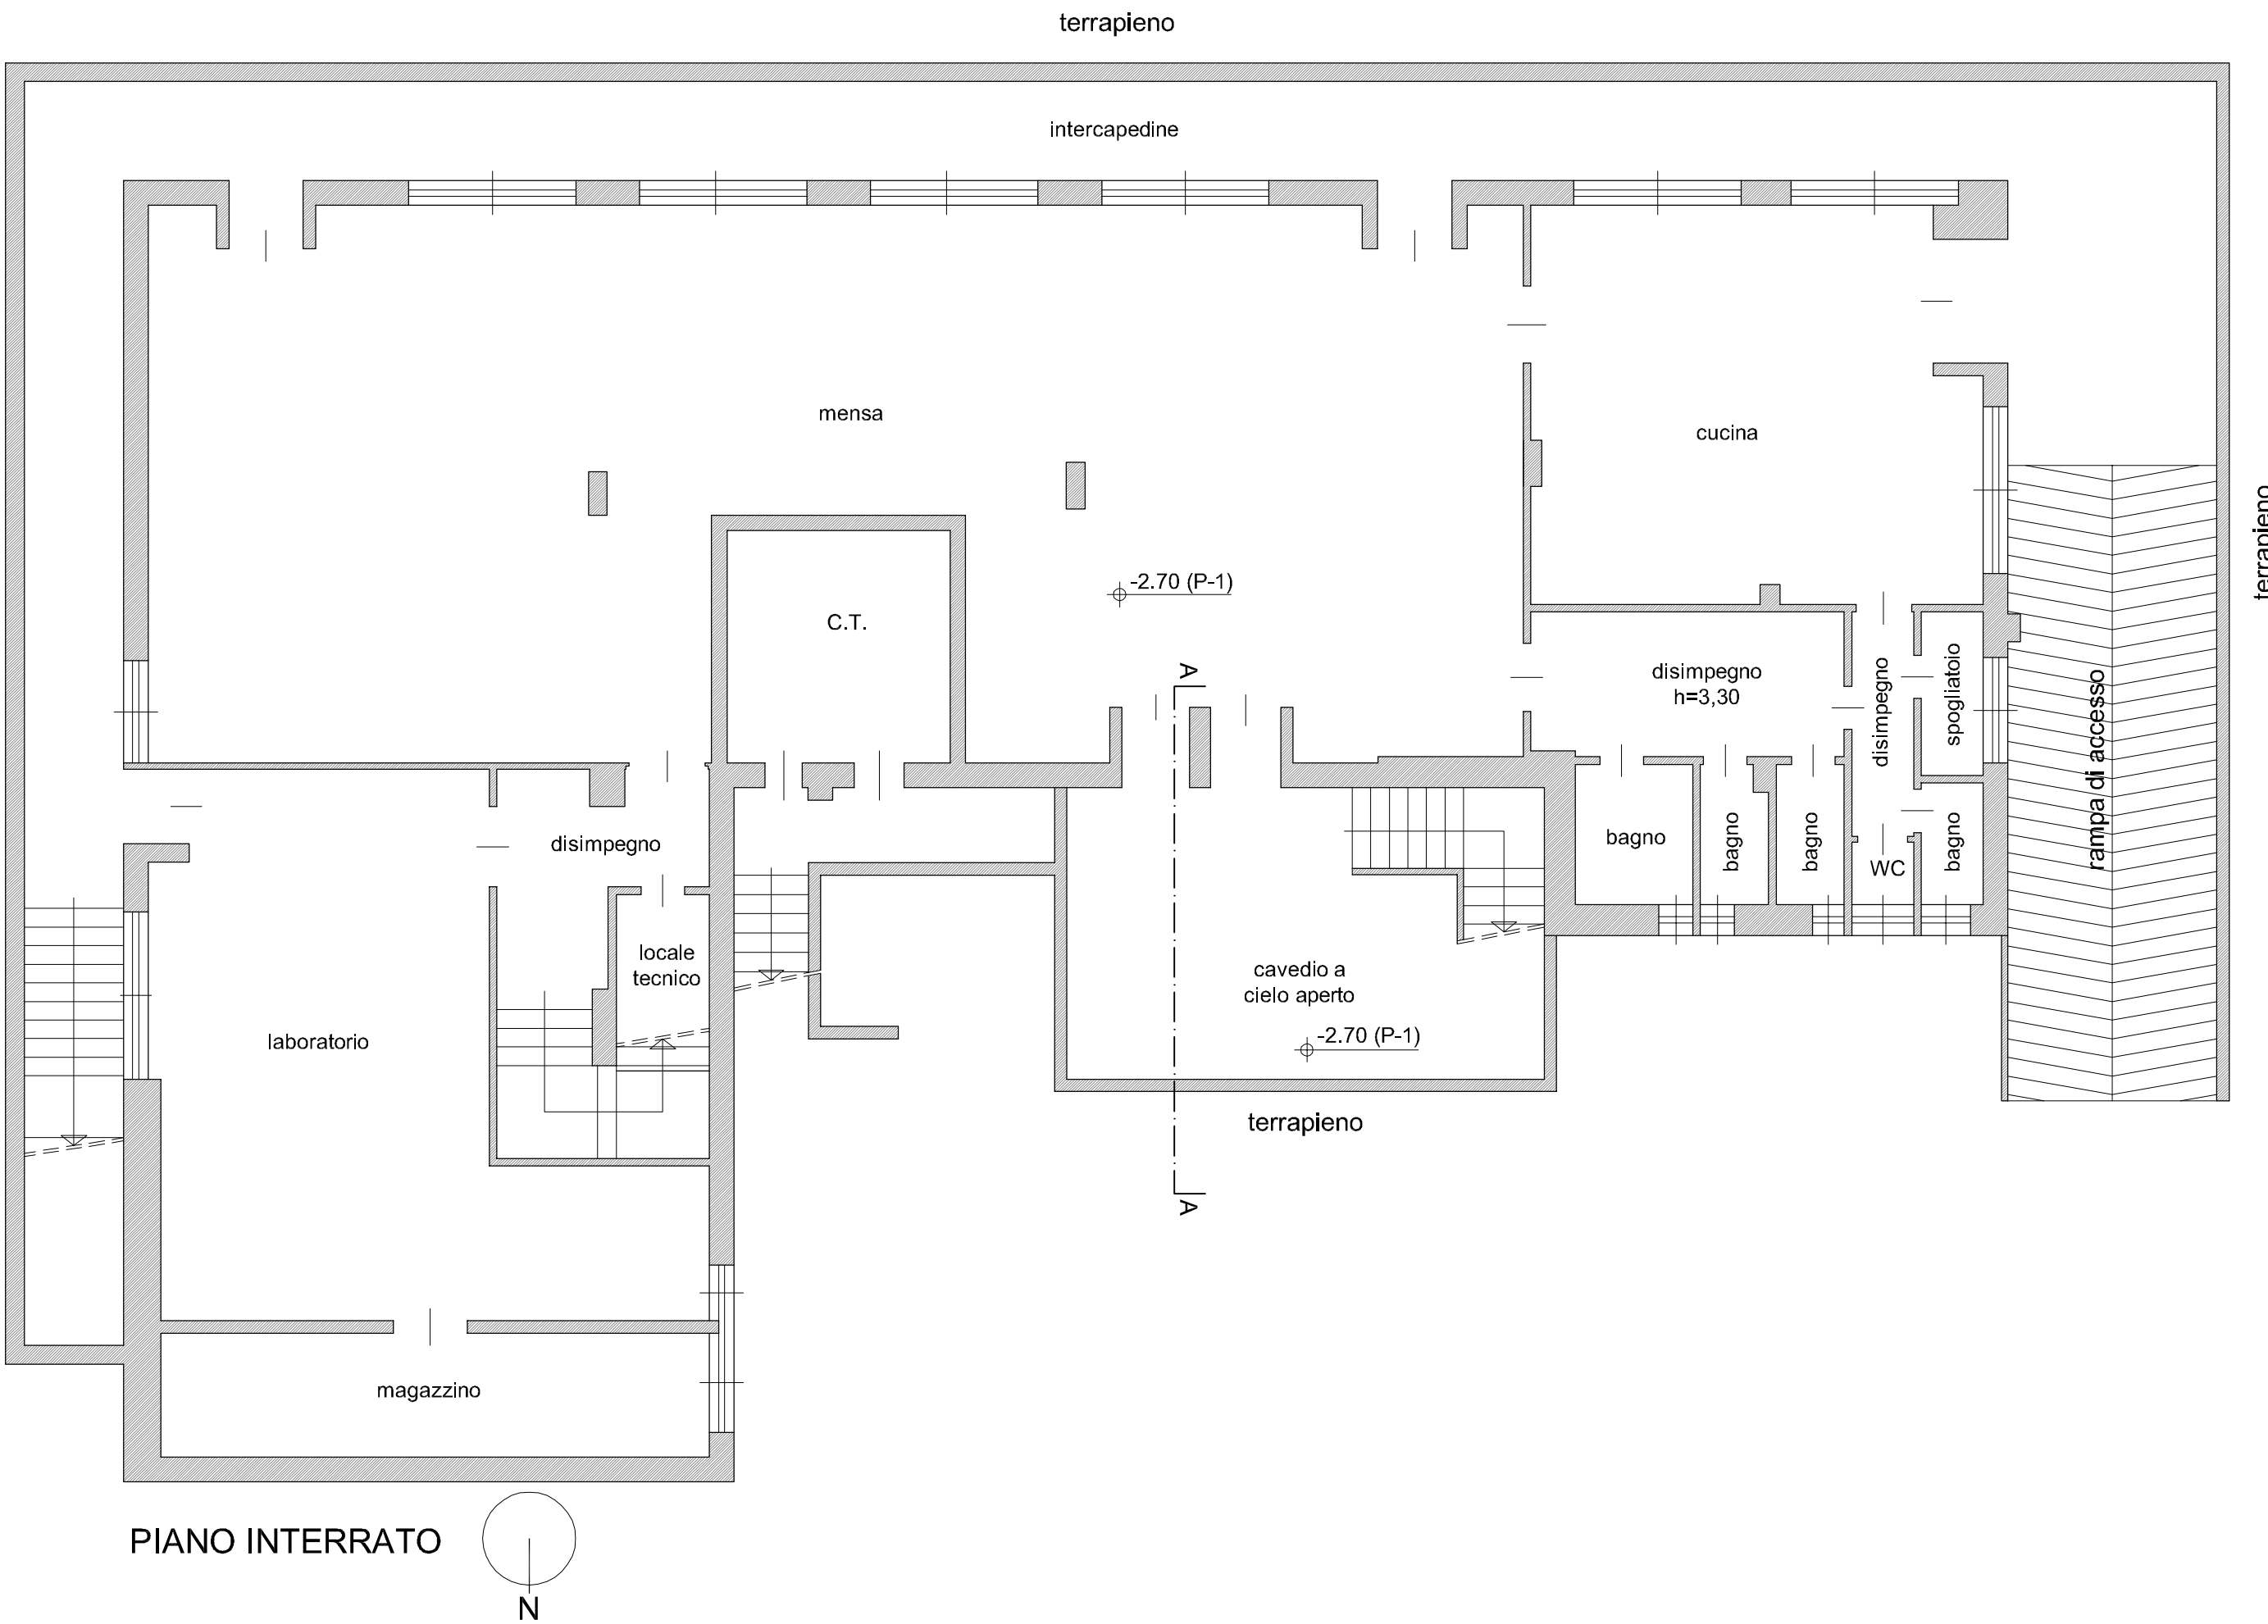 terrapieno
intercapedine
mensa
cucina
terrapieno
-2.70 (P-1)
C.T.
A
disimpegno
h=3,30
disimpegno
spogliatoio
rampa di accesso
bagno
bagno
bagno
WC
bagno
disimpegno
locale
tecnico
cavedio a
cielo aperto
-2.70 (P-1)
laboratorio
terrapieno
A
magazzino
PIANO INTERRATO
N